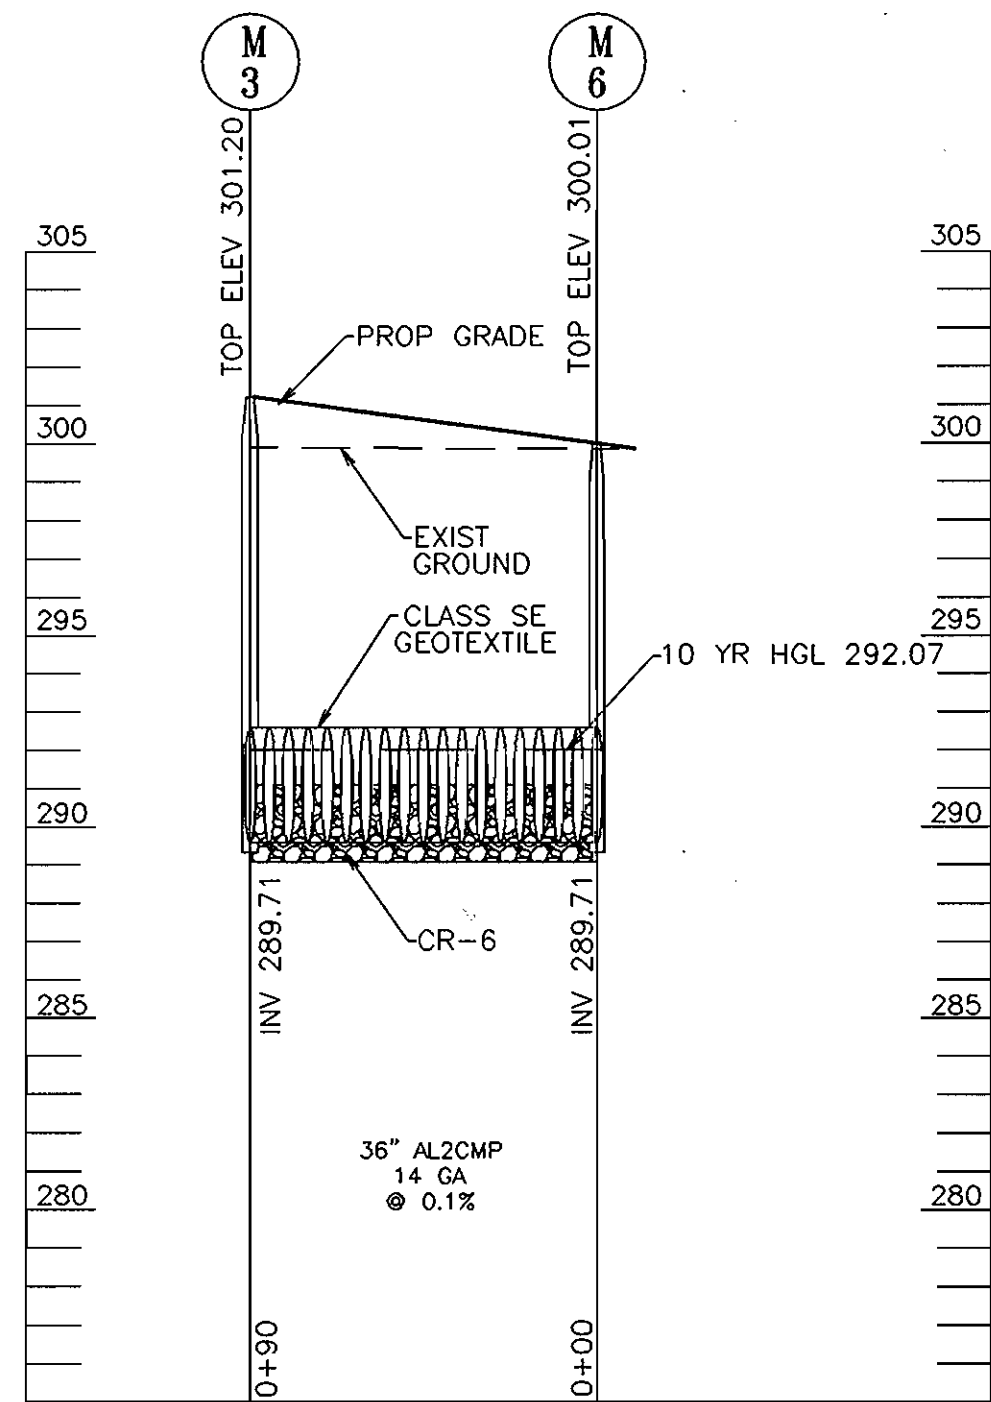 M
3
M
6
TOP ELEV 301.20
TOP ELEV 300.01
305
305
PROP GRADE
300
300
EXIST
GROUND
CLASS SE
GEOTEXTILE
295
295
10 YR HGL 292.07
290
290
INV 289.71
INV 289.71
CR-6
285
285
36" AL2CMP
14 GA
@ 0.1%
280
280
0+90
0+00